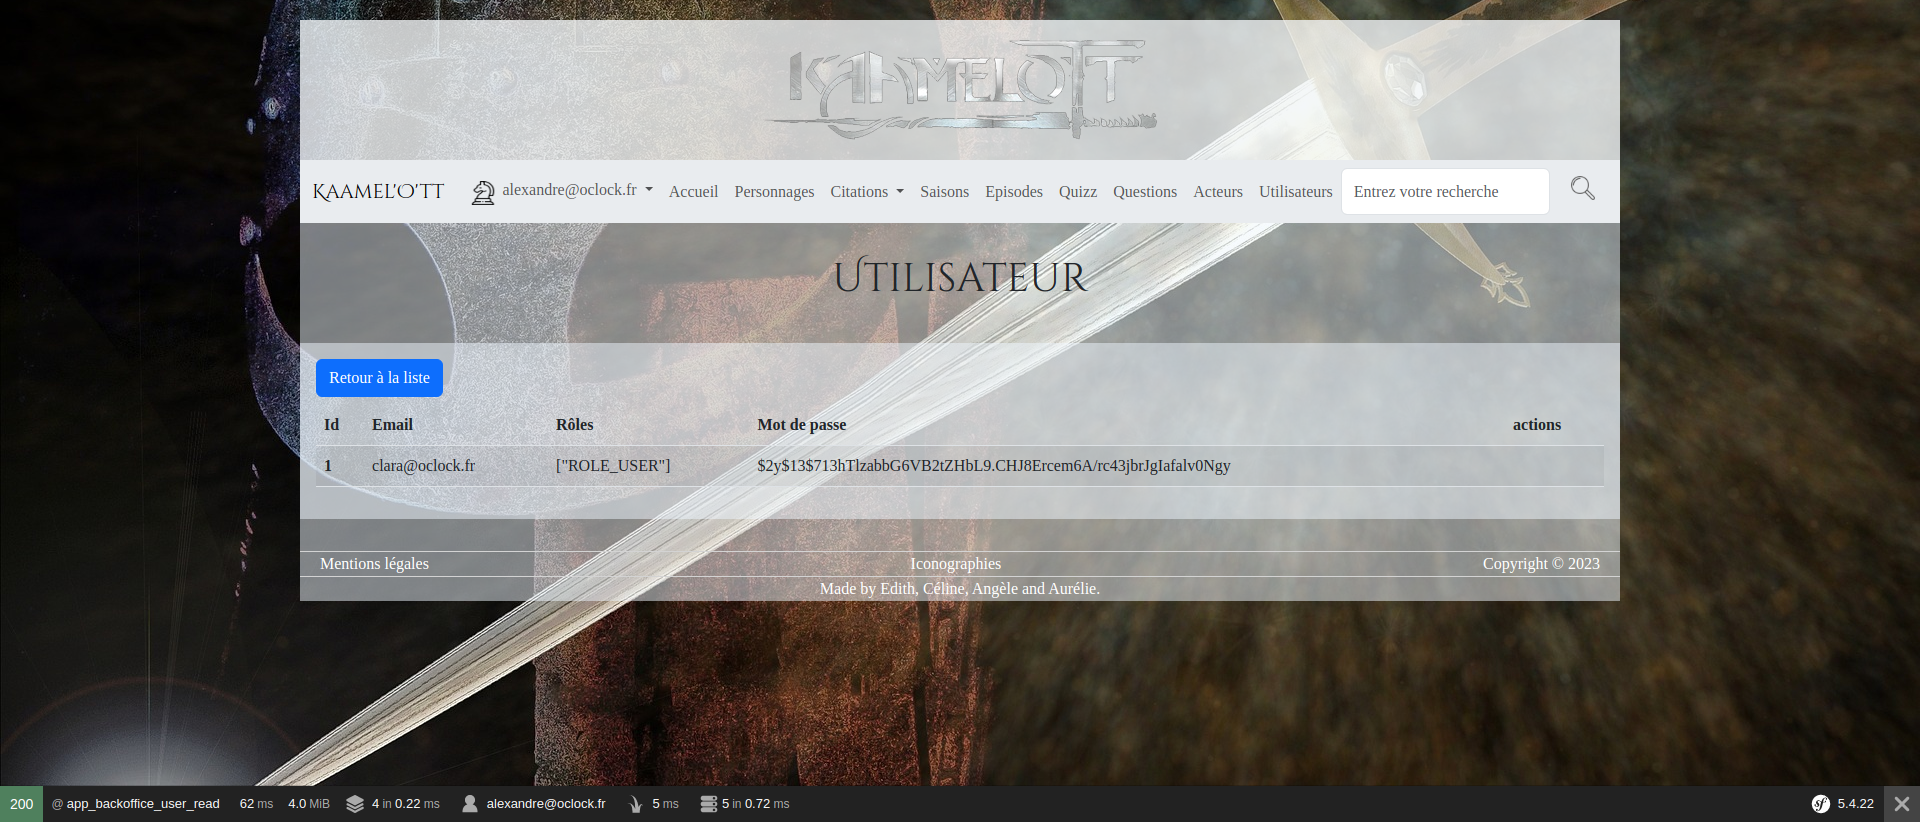 KAAMELOTT
KAAMEL'O'TT alexandre@oclock.fr Accueil Personnages Citations Saisons Episodes Quizz Questions Acteurs Utilisateurs Entrez votre recherche
UTILISATEUR
Retour à la liste
Id Email Rôles Mot de passe actions
1 clara@oclock.fr ["ROLE_USER"] $2y$13$713hTlzabbG6VB2tZHbL9.CHJ8Ercem6A/rc43jbrJgIafalv0Ngy
Mentions légales Iconographies Copyright © 2023
Made by Edith, Céline, Angèle and Aurélie.
200 @ app_backoffice_user_read 62 ms 4.0 MiB 4 in 0.22 ms alexandre@oclock.fr 5 ms 5 in 0.72 ms sf 5.4.22